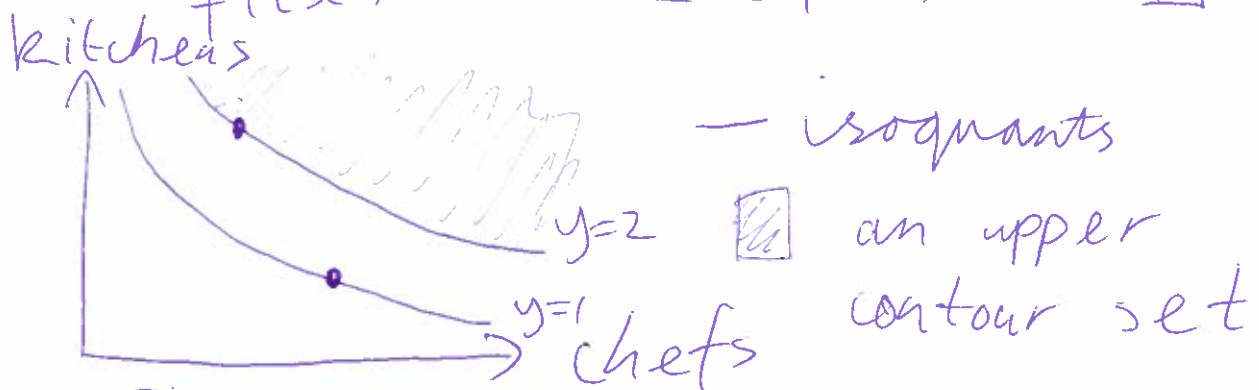 kitchens
— isoquants
y=2
an upper
y=1
contour set
chefs